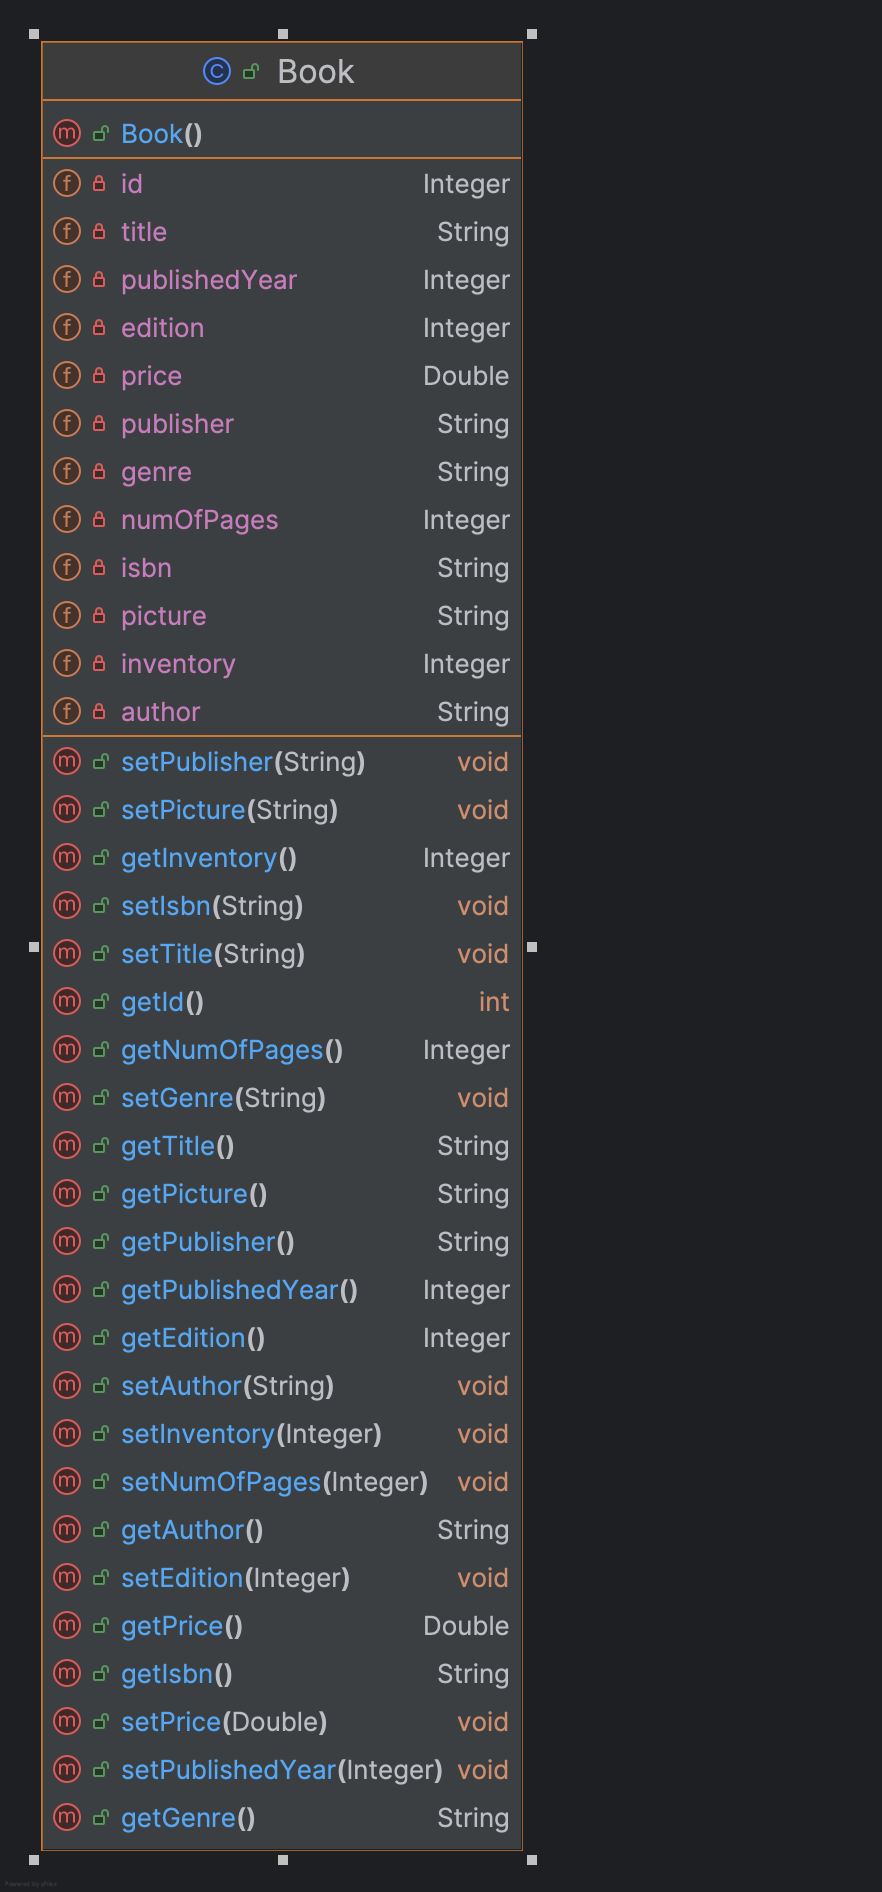 C Book
m Book()
f id Integer
f title String
f publishedYear Integer
f edition Integer
f price Double
f publisher String
f genre String
f numOfPages Integer
f isbn String
f picture String
f inventory Integer
f author String
m setPublisher(String) void
m setPicture(String) void
m getInventory() Integer
m setIsbn(String) void
m setTitle(String) void
m getId() int
m getNumOfPages() Integer
m setGenre(String) void
m getTitle() String
m getPicture() String
m getPublisher() String
m getPublishedYear() Integer
m getEdition() Integer
m setAuthor(String) void
m setInventory(Integer) void
m setNumOfPages(Integer) void
m getAuthor() String
m setEdition(Integer) void
m getPrice() Double
m getIsbn() String
m setPrice(Double) void
m setPublishedYear(Integer) void
m getGenre() String
Powered by yFiles